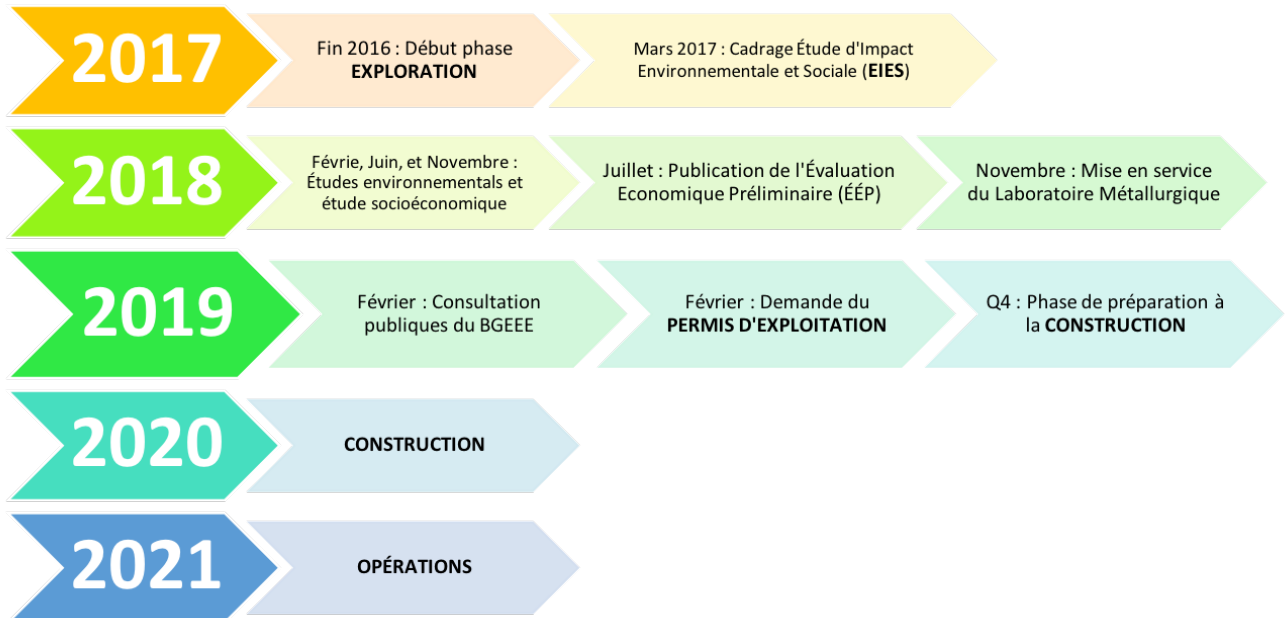 2017
Fin 2016 : Début phase
EXPLORATION
Mars 2017 : Cadrage Étude d'Impact
Environnementale et Sociale (EIES)
2018
Févrie, Juin, et Novembre :
Études environnementals et
étude socioéconomique
Juillet : Publication de l'Évaluation
Economique Préliminaire (ÉÉP)
Novembre : Mise en service
du Laboratoire Métallurgique
2019
Février : Consultation
publiques du BGEEE
Février : Demande du
PERMIS D'EXPLOITATION
Q4 : Phase de préparation à
la CONSTRUCTION
2020
CONSTRUCTION
2021
OPÉRATIONS